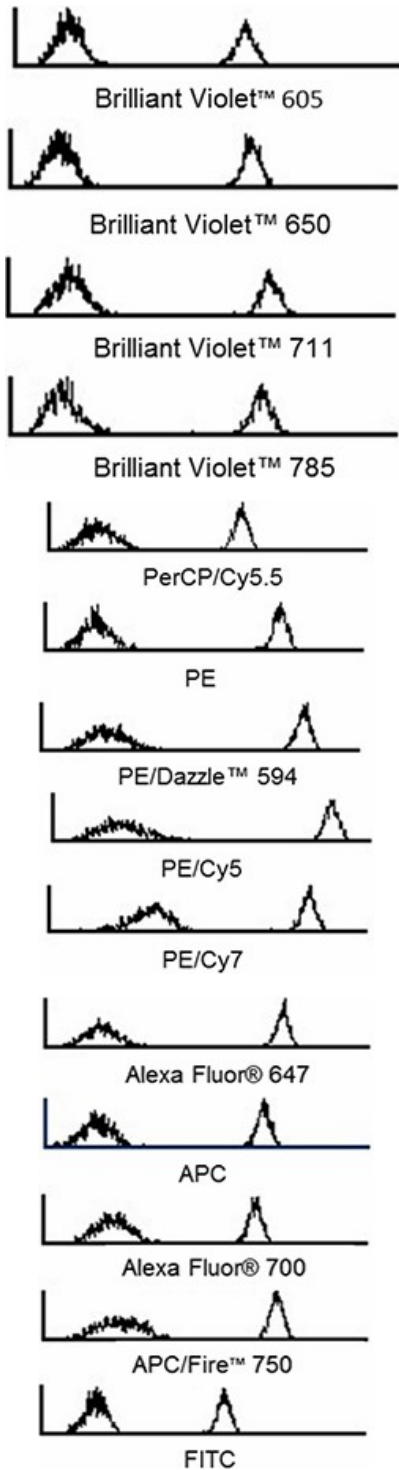 Brilliant Violet™ 605
Brilliant Violet™ 650
Brilliant Violet™ 711
Brilliant Violet™ 785
PerCP/Cy5.5
PE
PE/Dazzle™ 594
PE/Cy5
PE/Cy7
Alexa Fluor® 647
APC
Alexa Fluor® 700
APC/Fire™ 750
FITC